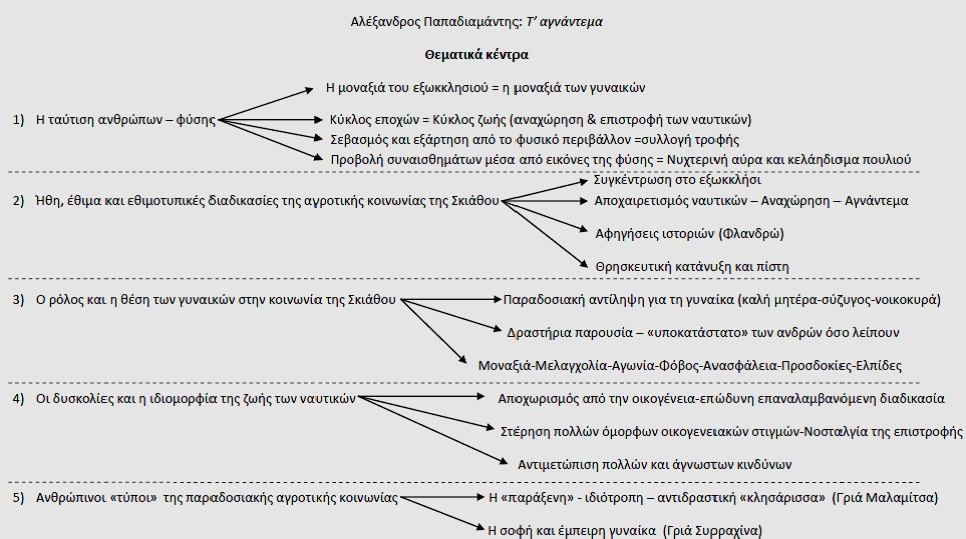 Αλέξανδρος Παπαδιαμάντης: Τ’ αγνάντεμα
Θεματικά κέντρα
1) Η ταύτιση ανθρώπων – φύσης
Η μοναξιά του εξωκκλησιού = η μοναξιά των γυναικών
Κύκλος εποχών = Κύκλος ζωής (αναχώρηση & επιστροφή των ναυτικών)
Σεβασμός και εξάρτηση από το φυσικό περιβάλλον =συλλογή τροφής
Προβολή συναισθημάτων μέσα από εικόνες της φύσης = Νυχτερινή αύρα και κελάηδισμα πουλιού
2) Ήθη, έθιμα και εθιμοτυπικές διαδικασίες της αγροτικής κοινωνίας της Σκιάθου
Συγκέντρωση στο εξωκκλήσι
Αποχαιρετισμός ναυτικών – Αναχώρηση – Αγνάντεμα
Αφηγήσεις ιστοριών (Φλανδρώ)
Θρησκευτική κατάνυξη και πίστη
3) Ο ρόλος και η θέση των γυναικών στην κοινωνία της Σκιάθου
Παραδοσιακή αντίληψη για τη γυναίκα (καλή μητέρα-σύζυγος-νοικοκυρά)
Δραστήρια παρουσία – «υποκατάστατο» των ανδρών όσο λείπουν
Μοναξιά-Μελαγχολία-Αγωνία-Φόβος-Ανασφάλεια-Προσδοκίες-Ελπίδες
4) Οι δυσκολίες και η ιδιομορφία της ζωής των ναυτικών
Αποχωρισμός από την οικογένεια-επώδυνη επαναλαμβανόμενη διαδικασία
Στέρηση πολλών όμορφων οικογενειακών στιγμών-Νοσταλγία της επιστροφής
Αντιμετώπιση πολλών και άγνωστων κινδύνων
5) Ανθρώπινοι «τύποι» της παραδοσιακής αγροτικής κοινωνίας
Η «παράξενη» - ιδιότροπη – αντιδραστική «κλησάρισσα» (Γριά Μαλαμίτσα)
Η σοφή και έμπειρη γυναίκα (Γριά Συρραχίνα)